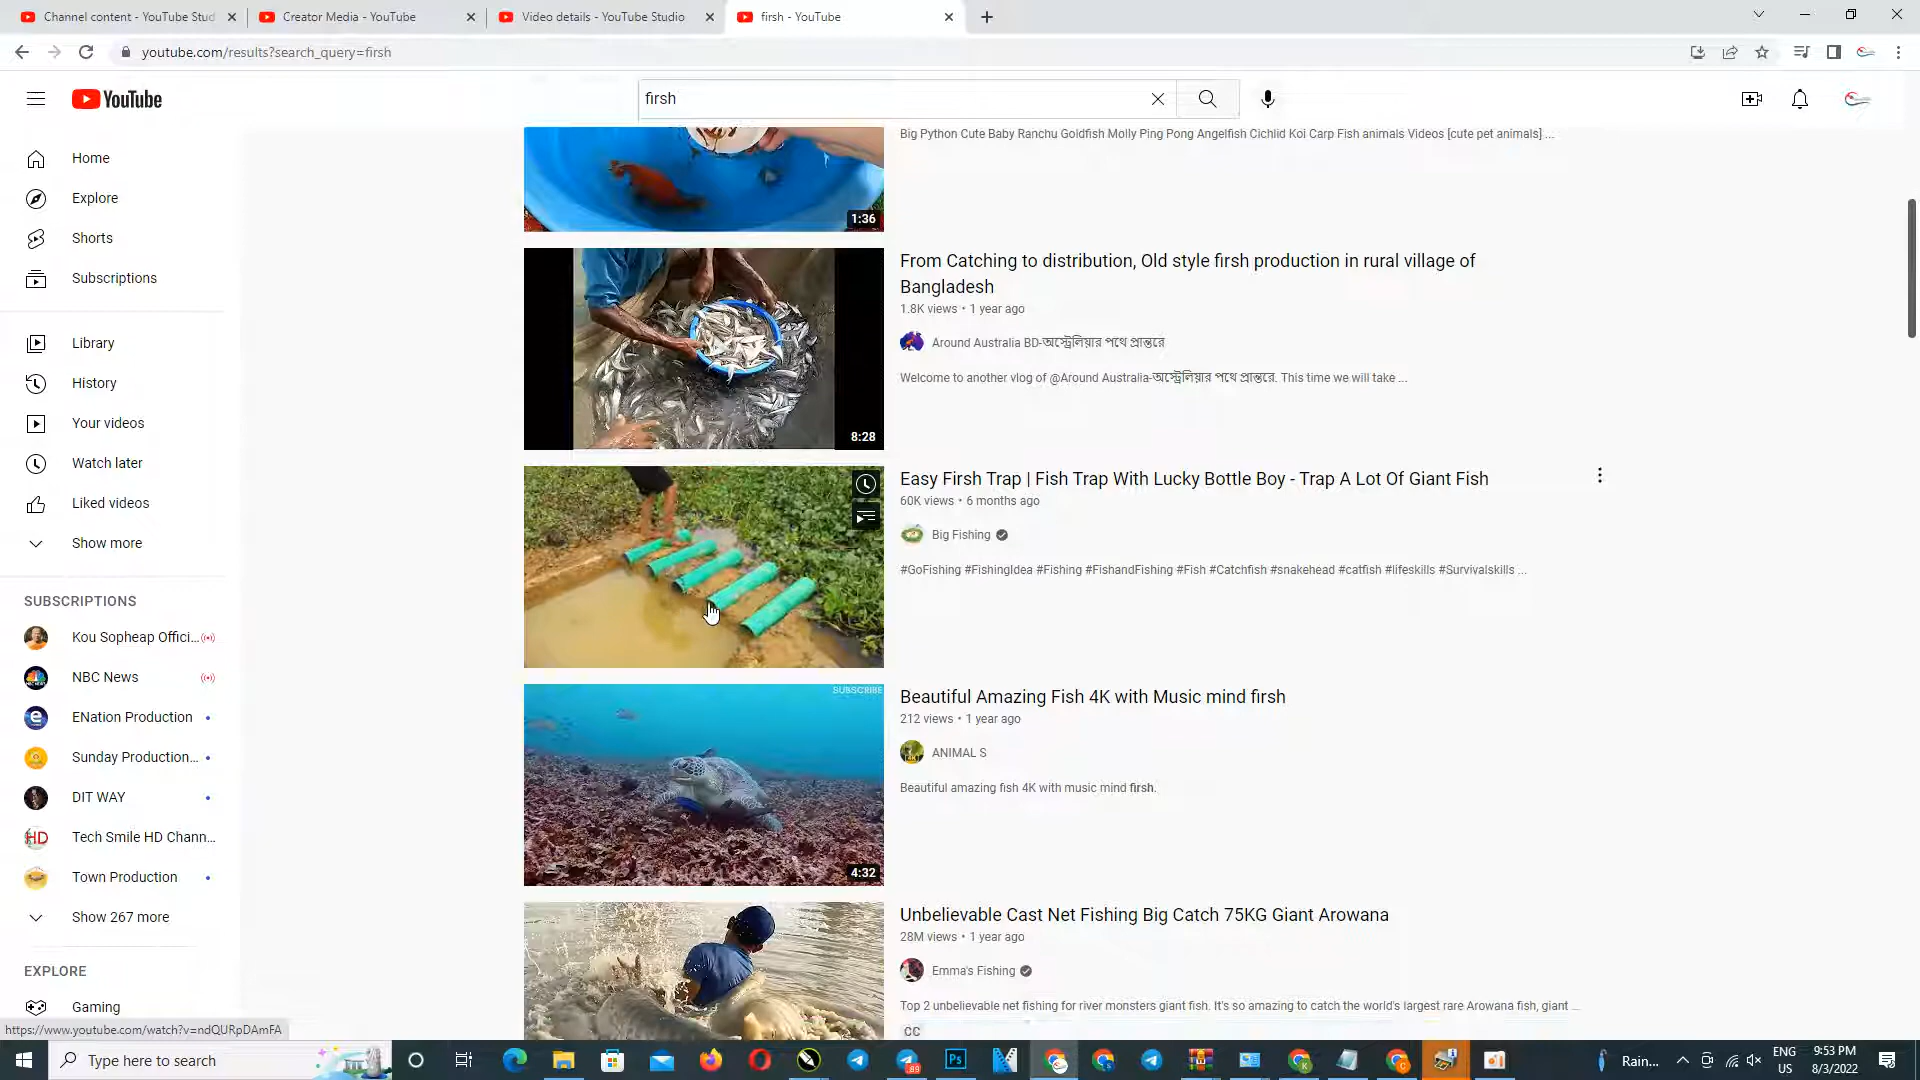 Channel content - YouTube Stud
Creator Media - YouTube
Video details - YouTube Studio
firsh - YouTube
youtube.com/results?search_query=firsh
YouTube
firsh
Home
Explore
Shorts
Subscriptions
Library
History
Your videos
Watch later
Liked videos
Show more
SUBSCRIPTIONS
Kou Sopheap Offici...
NBC News
ENation Production
Sunday Production...
DIT WAY
Tech Smile HD Chann...
Town Production
Show 267 more
EXPLORE
Gaming
https://www.youtube.com/watch?v=ndQURpDAmFA
1:36
Big Python Cute Baby Ranchu Goldfish Molly Ping Pong Angelfish Cichlid Koi Carp Fish animals Videos [cute pet animals] ...
8:28
From Catching to distribution, Old style firsh production in rural village of
Bangladesh
1.8K views • 1 year ago
Around Australia BD-অস্ট্রেলিয়ার পথে প্রান্তরে
Welcome to another vlog of @Around Australia-অস্ট্রেলিয়ার পথে প্রান্তরে. This time we will take ...
Easy Firsh Trap | Fish Trap With Lucky Bottle Boy - Trap A Lot Of Giant Fish
60K views • 6 months ago
Big Fishing
#GoFishing #FishingIdea #Fishing #FishandFishing #Fish #Catchfish #snakehead #catfish #lifeskills #Survivalskills ...
SUBSCRIBE
4:32
Beautiful Amazing Fish 4K with Music mind firsh
212 views • 1 year ago
ANIMAL S
Beautiful amazing fish 4K with music mind firsh.
Unbelievable Cast Net Fishing Big Catch 75KG Giant Arowana
28M views • 1 year ago
Emma's Fishing
Top 2 unbelievable net fishing for river monsters giant fish. It's so amazing to catch the world's largest rare Arowana fish, giant ...
CC
Type here to search
Ps
Rain...
ENG
US
9:53 PM
8/3/2022